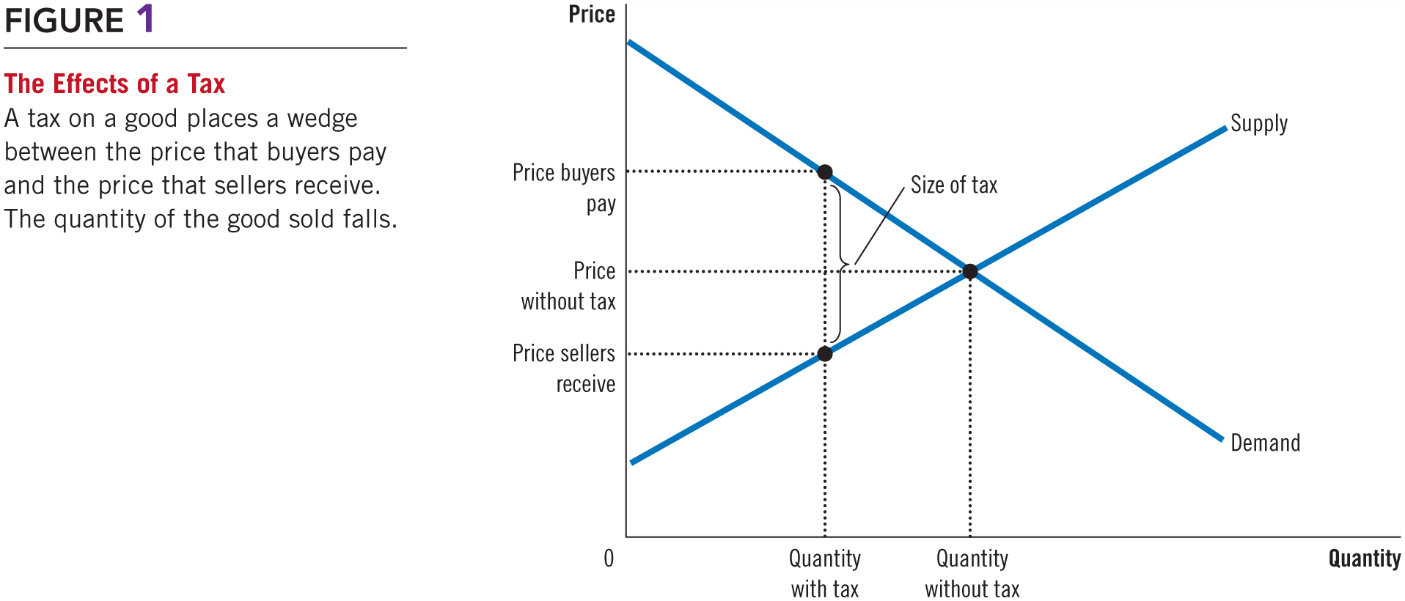 FIGURE 1
The Effects of a Tax
A tax on a good places a wedge
between the price that buyers pay
and the price that sellers receive.
The quantity of the good sold falls.
Price
Supply
Price buyers
pay
Size of tax
Price
without tax
Price sellers
receive
Demand
0
Quantity
with tax
Quantity
without tax
Quantity